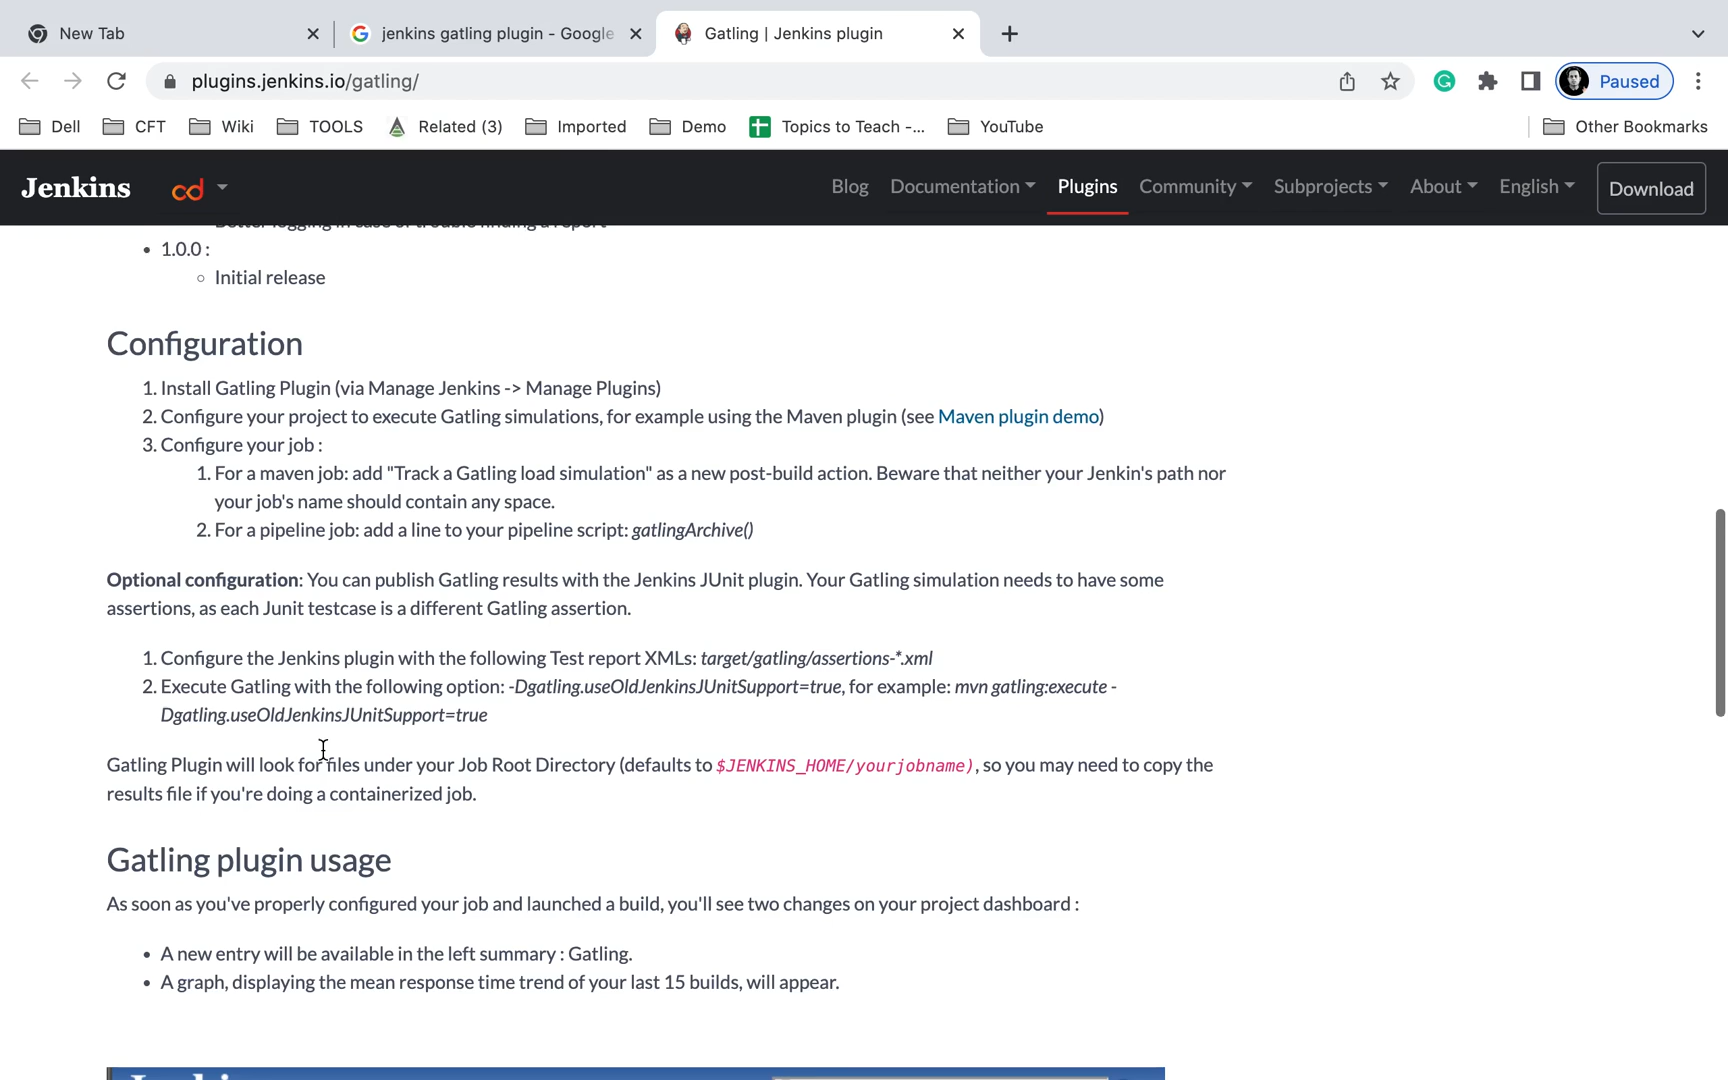 New Tab
jenkins gatling plugin - Google
Gatling | Jenkins plugin
plugins.jenkins.io/gatling/
Paused
Dell
CFT
Wiki
TOOLS
Related (3)
Imported
Demo
Topics to Teach -...
YouTube
Other Bookmarks
Jenkins
cd
Blog
Documentation
Plugins
Community
Subprojects
About
English
Download
Better logging in case of trouble finding a report
• 1.0.0 :
Initial release
Configuration
1. Install Gatling Plugin (via Manage Jenkins -> Manage Plugins)
2. Configure your project to execute Gatling simulations, for example using the Maven plugin (see Maven plugin demo)
3. Configure your job :
1. For a maven job: add "Track a Gatling load simulation" as a new post-build action. Beware that neither your Jenkin's path nor
your job's name should contain any space.
2. For a pipeline job: add a line to your pipeline script: gatlingArchive()
Optional configuration: You can publish Gatling results with the Jenkins JUnit plugin. Your Gatling simulation needs to have some
assertions, as each Junit testcase is a different Gatling assertion.
1. Configure the Jenkins plugin with the following Test report XMLs: target/gatling/assertions-*.xml
2. Execute Gatling with the following option: -Dgatling.useOldJenkinsJUnitSupport=true, for example: mvn gatling:execute -
Dgatling.useOldJenkinsJUnitSupport=true
Gatling Plugin will look for files under your Job Root Directory (defaults to $JENKINS_HOME/yourjobname), so you may need to copy the
results file if you're doing a containerized job.
Gatling plugin usage
As soon as you've properly configured your job and launched a build, you'll see two changes on your project dashboard :
• A new entry will be available in the left summary : Gatling.
• A graph, displaying the mean response time trend of your last 15 builds, will appear.